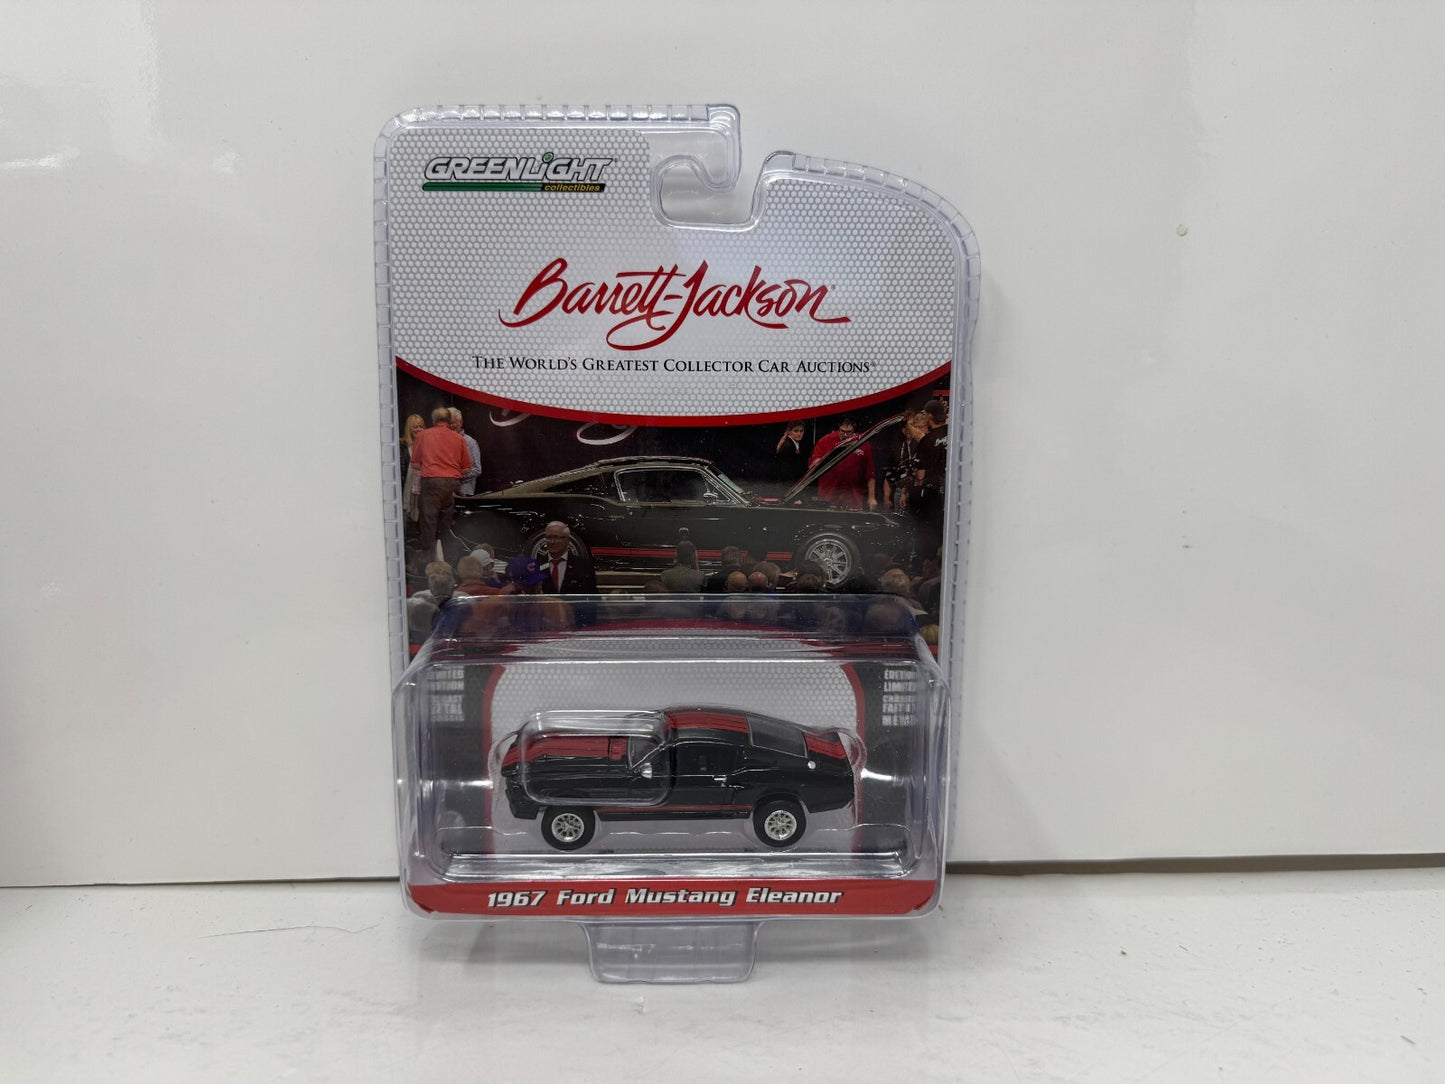 GREENLiGHT
collectibles
Barrett-Jackson
THE WORLD'S GREATEST COLLECTOR CAR AUCTIONS®
1967 Ford Mustang Eleanor